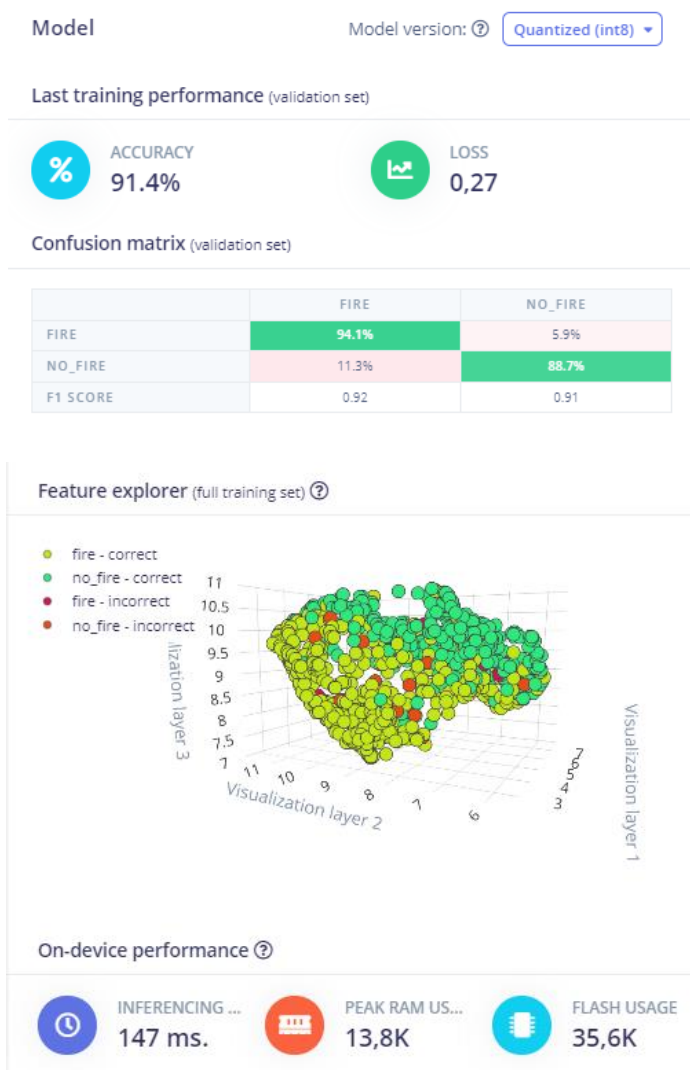 Model
Model version: ? Quantized (int8)
Last training performance (validation set)
% ACCURACY
91.4%
LOSS
0,27
Confusion matrix (validation set)
FIRE NO_FIRE
FIRE 94.1% 5.9%
NO_FIRE 11.3% 88.7%
F1 SCORE 0.92 0.91
Feature explorer (full training set) ?
fire - correct
no_fire - correct
fire - incorrect
no_fire - incorrect
11
10.5
10
9.5
9
8.5
8
7.5
7
lization layer 3
11
10
9
8
7
6
Visualization layer 2
7
6
5
4
3
Visualization layer 1
On-device performance ?
INFERENCING ...
147 ms.
PEAK RAM US...
13,8K
FLASH USAGE
35,6K